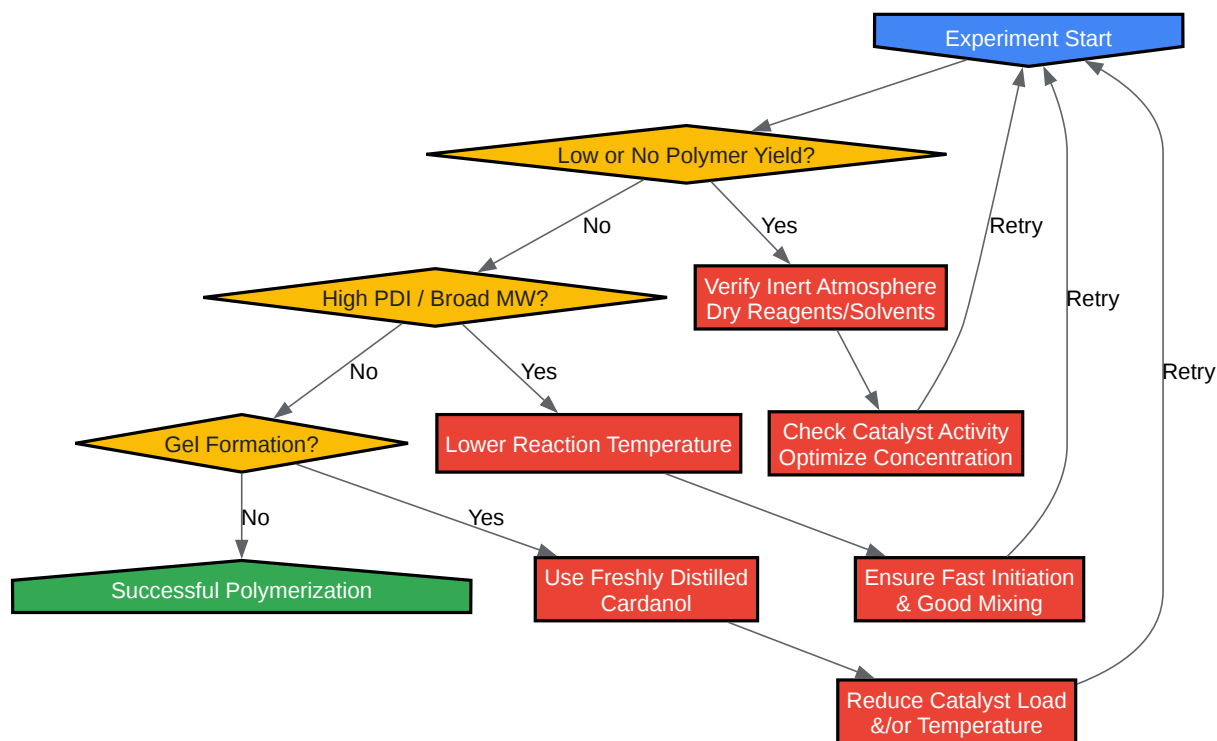 Experiment Start
Low or No Polymer Yield?
No
Yes
Retry
High PDI / Broad MW?
Verify Inert Atmosphere
Dry Reagents/Solvents
Retry
No
Yes
Retry
Gel Formation?
Lower Reaction Temperature
Check Catalyst Activity
Optimize Concentration
No
Yes
Successful Polymerization
Use Freshly Distilled
Cardanol
Ensure Fast Initiation
& Good Mixing
Reduce Catalyst Load
&/or Temperature